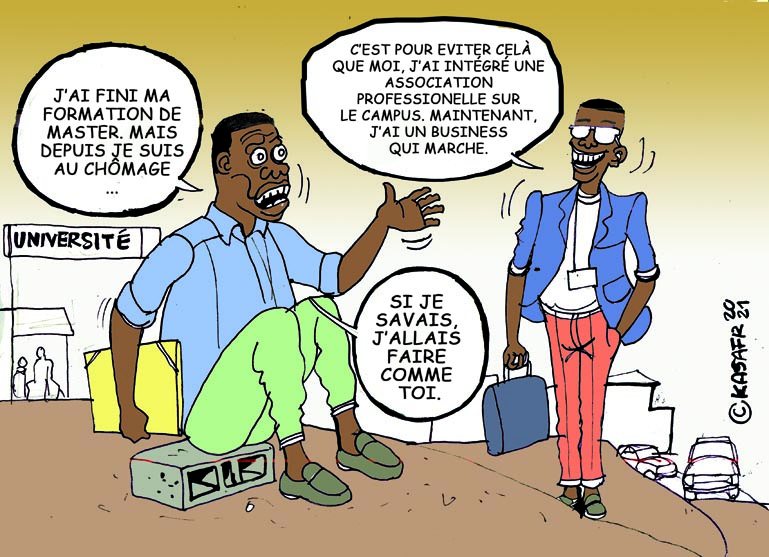 J'AI FINI MA
FORMATION DE
MASTER. MAIS
DEPUIS JE SUIS
AU CHÔMAGE
...
C'EST POUR EVITER CELÀ
QUE MOI, J'AI INTÉGRÉ UNE
ASSOCIATION
PROFESSIONELLE SUR
LE CAMPUS. MAINTENANT,
J'AI UN BUSINESS
QUI MARCHE.
SI JE
SAVAIS,
J'ALLAIS
FAIRE
COMME
TOI.
UNIVERSITÉ
© KASAFR 2021